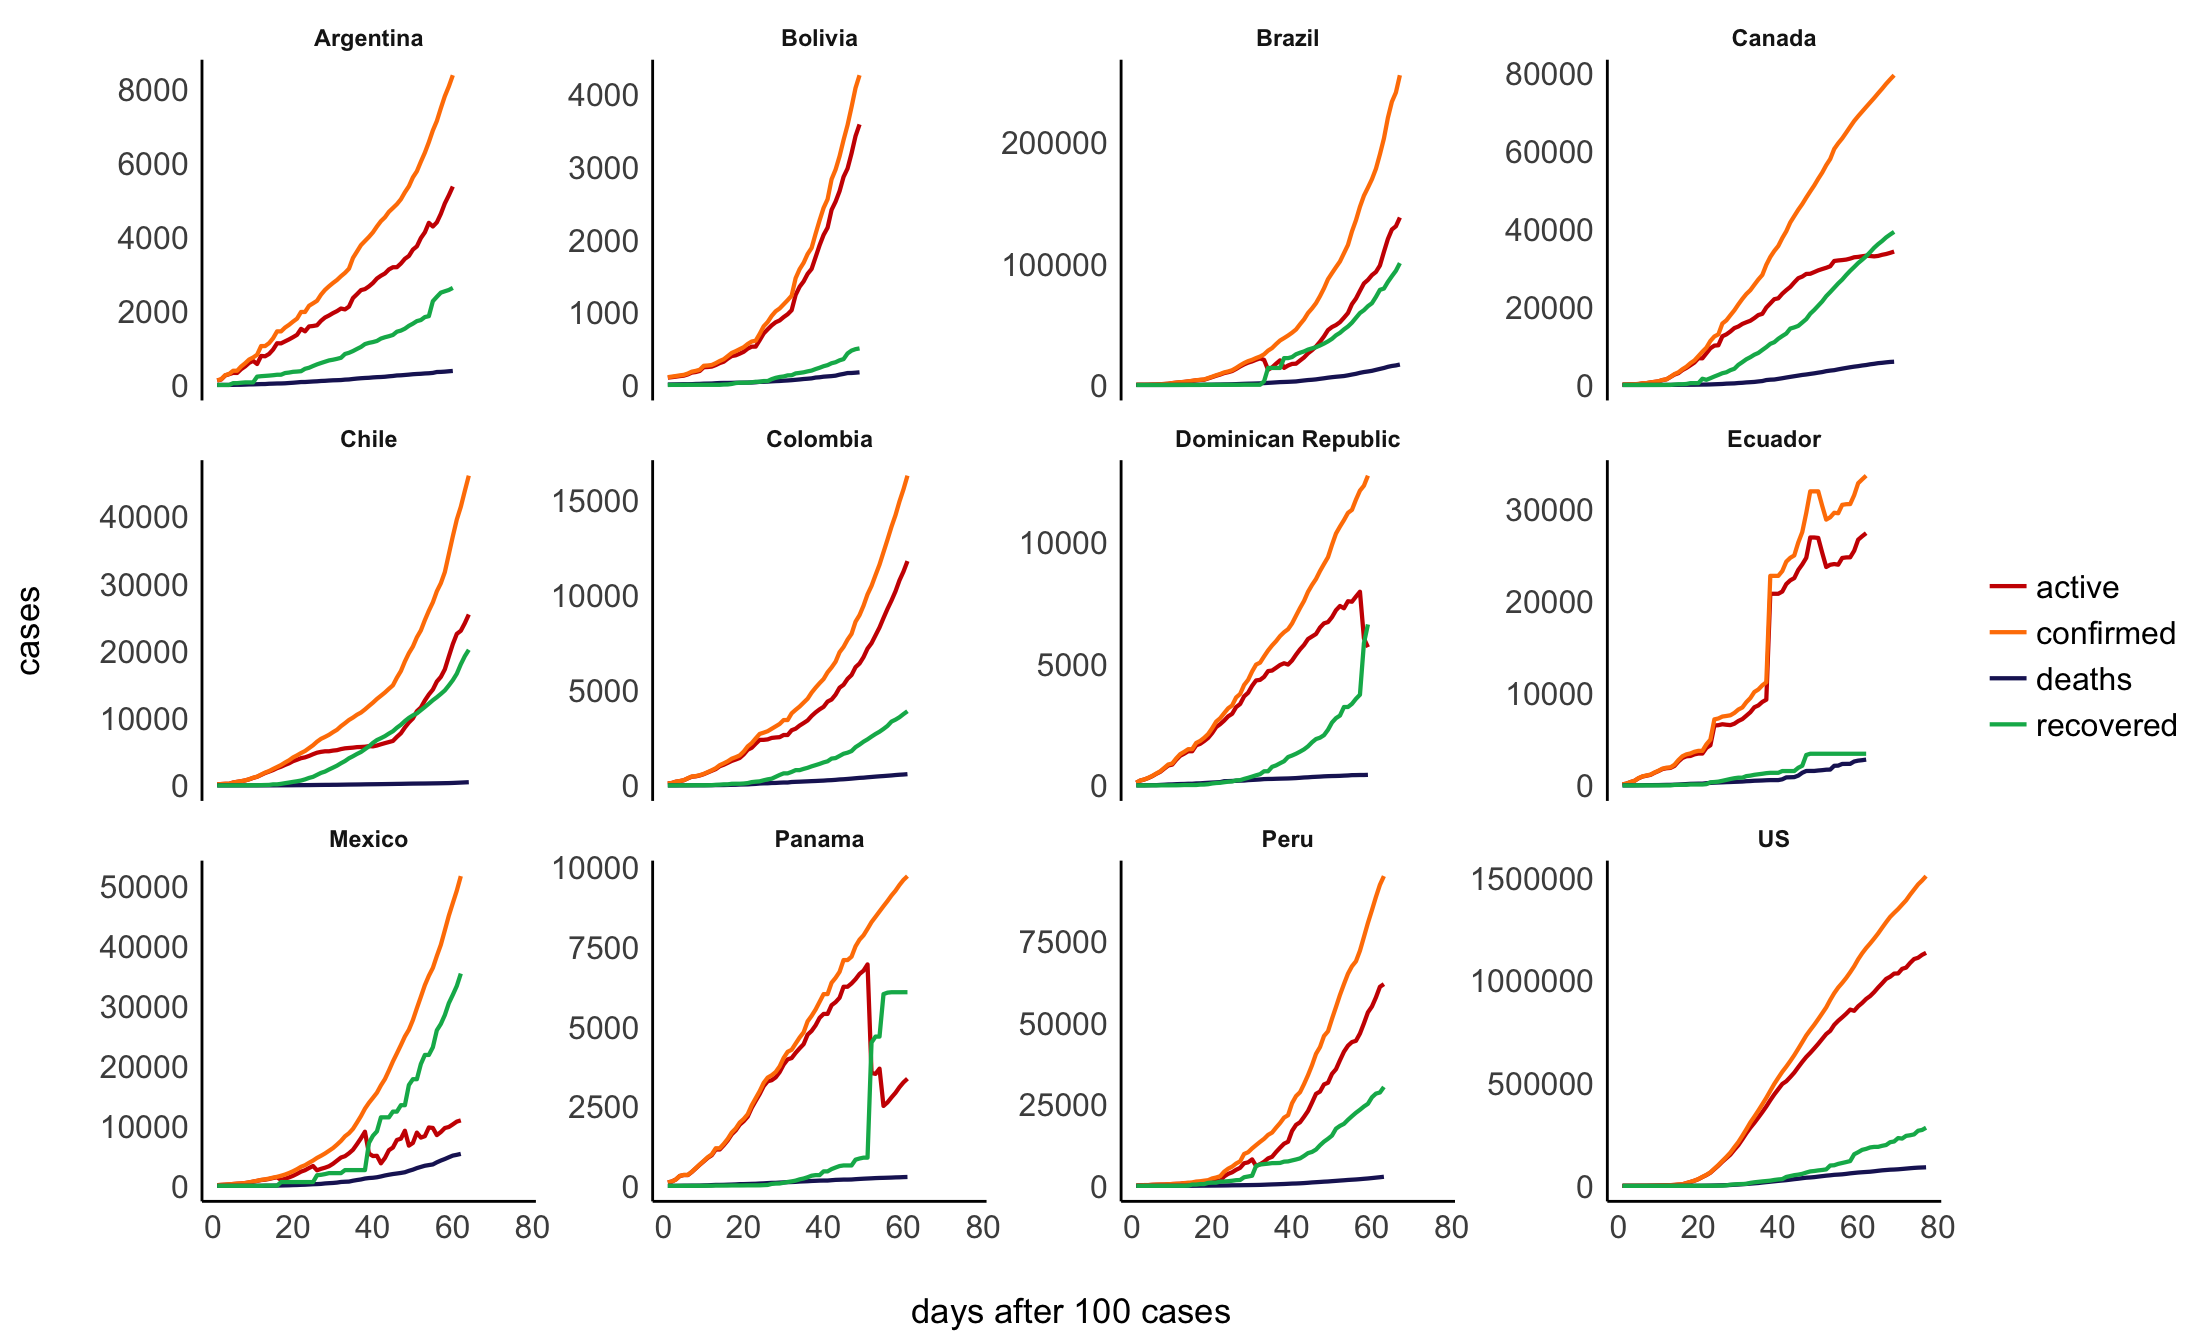 Argentina Bolivia Brazil Canada
8000 4000 200000 80000
6000 3000 100000 60000
4000 2000 0 40000
2000 1000 20000
0 0 0
Chile Colombia Dominican Republic Ecuador
40000 15000 10000 30000
30000 10000 5000 20000
20000 5000 0 10000
10000 0 0
0
cases
active
confirmed
deaths
recovered
Mexico Panama Peru US
50000 10000 75000 1500000
40000 7500 50000 1000000
30000 5000 25000 500000
20000 2500 0 0
10000 0
0
0 20 40 60 80 0 20 40 60 80 0 20 40 60 80 0 20 40 60 80
days after 100 cases